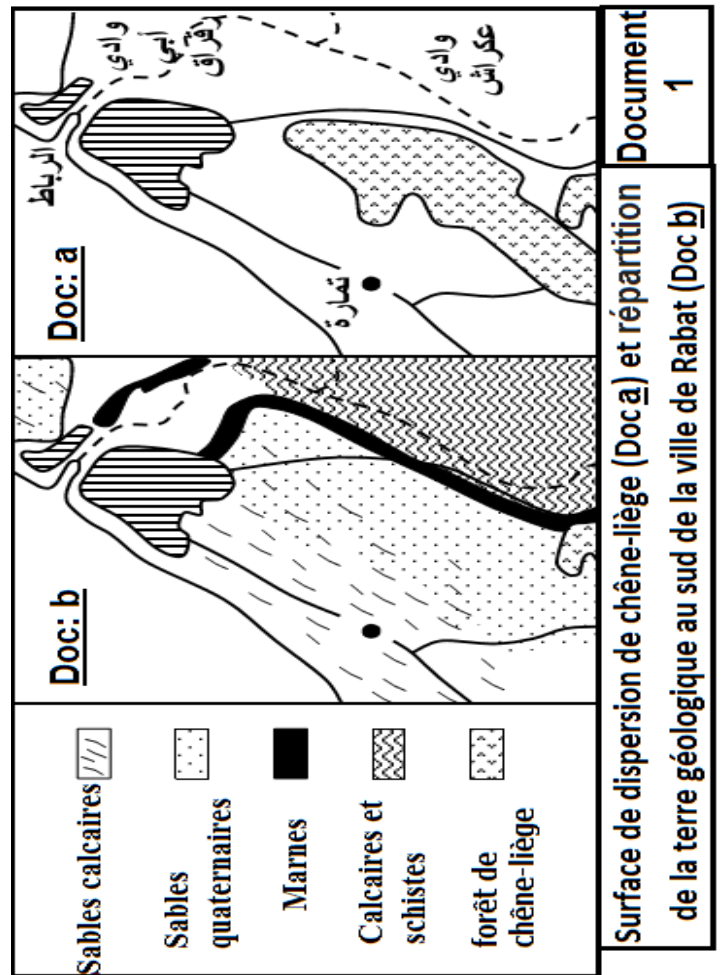 Document
1
Surface de dispersion de chêne-liège (Doc a) et répartition
de la terre géologique au sud de la ville de Rabat (Doc b)
Doc: a
الرباط
وادي
أبي
رقراق
وادي
عكراش
تمارة
Doc: b
Sables calcaires
Sables
quaternaires
Marnes
Calcaires et
schistes
forêt de
chêne-liège